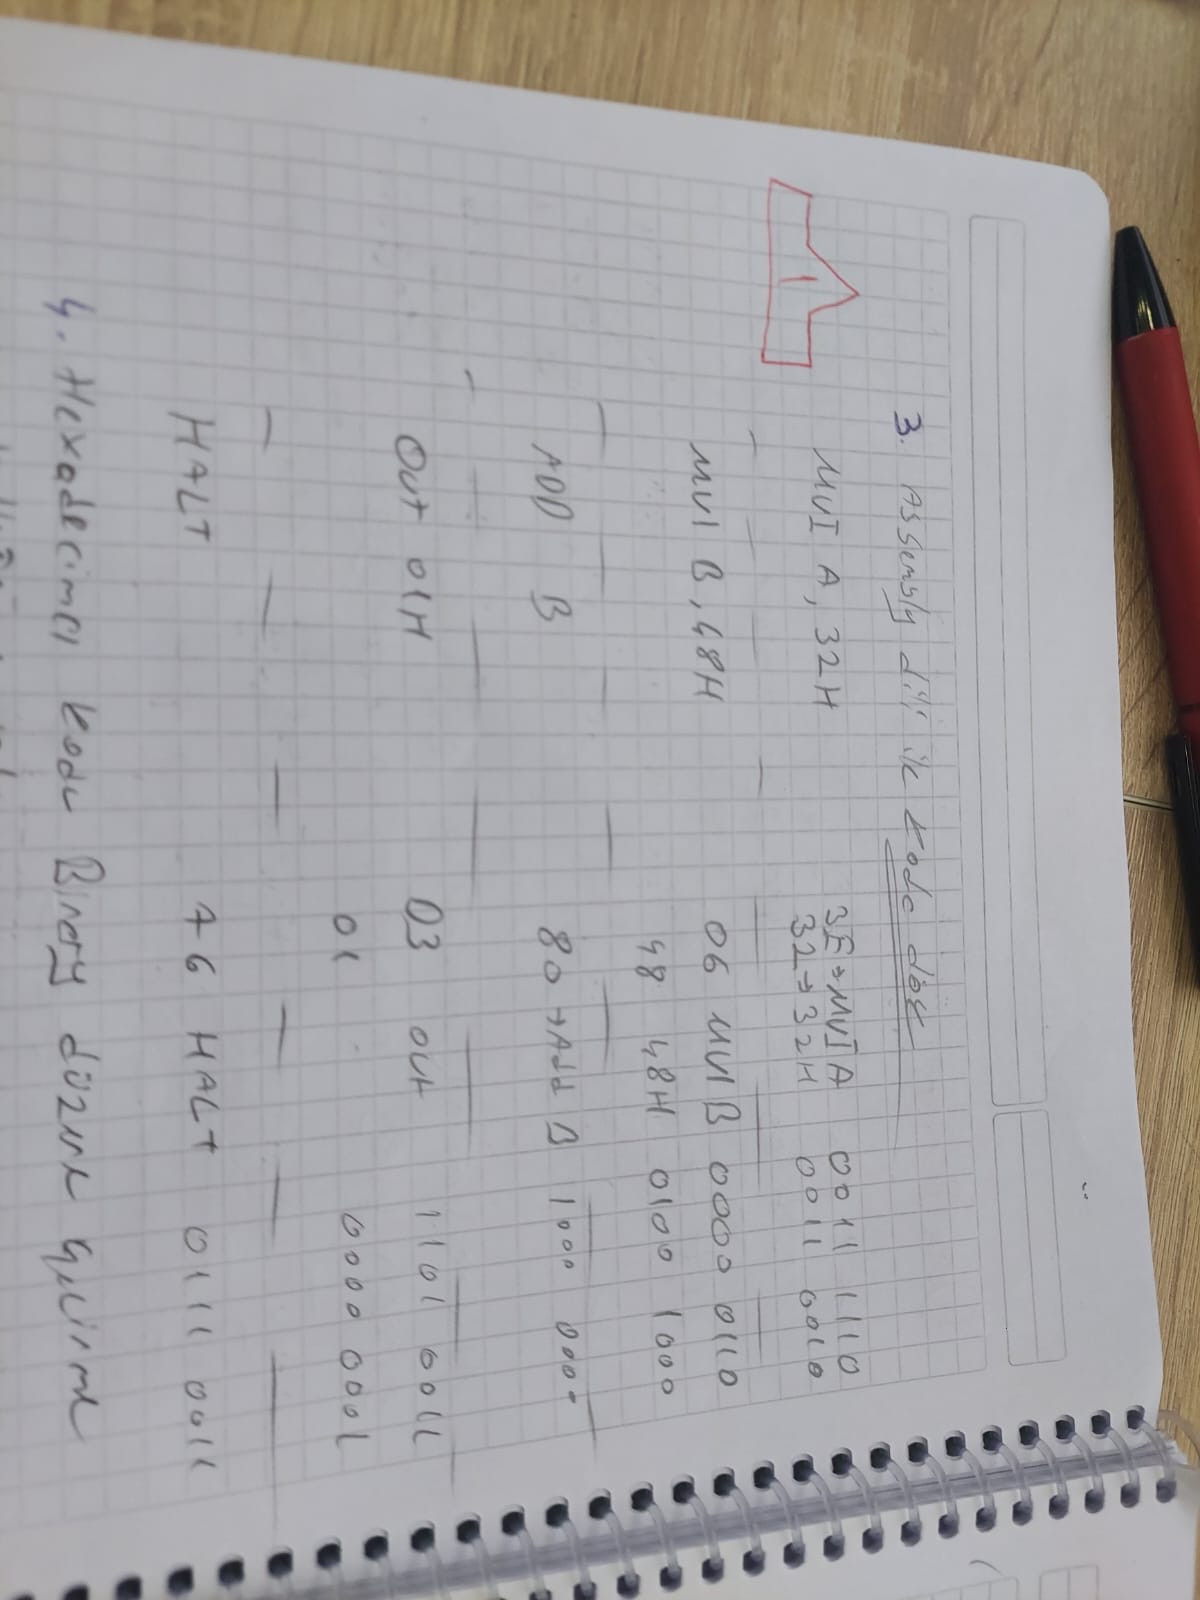 3. Assembly dili ile kodc dök
MVI A, 32H 3E→MVI A 0011 1110
32→32H 0011 0010
1
MVI B, 48H 06 MVI B 0000 0110
48 48H 0100 1000
ADD B 80 →Add B 1000 0000
Out 01H D3 out 1101 0011
01 0000 0001
HALT 76 HALT 0111 0011
4. Hexadecimal kodu Binary düzene çevirme